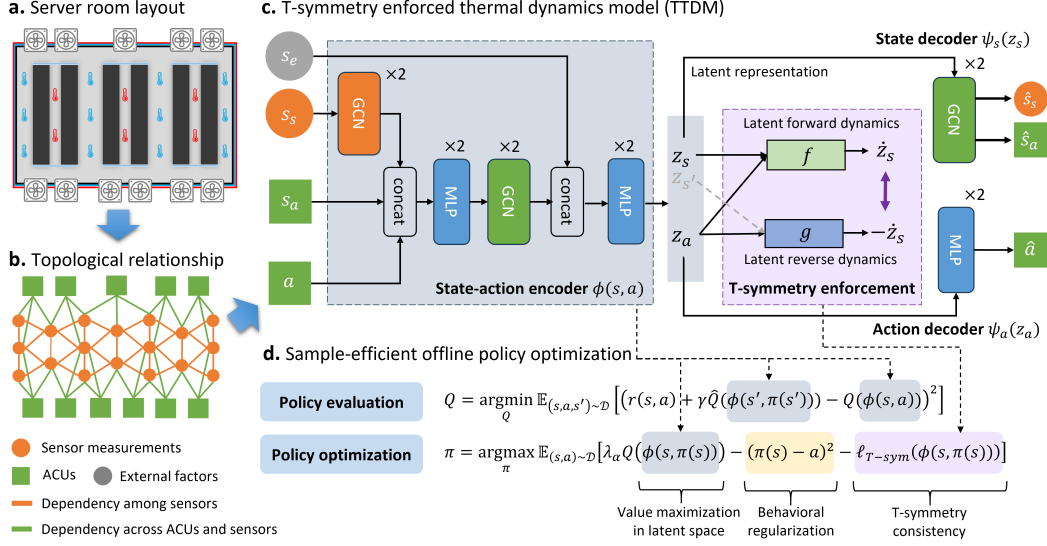 a. Server room layout
b. Topological relationship
Sensor measurements
ACUs
External factors
Dependency among sensors
Dependency across ACUs and sensors
c. T-symmetry enforced thermal dynamics model (TTDM)
s_e
s_s
s_a
a
×2
GCN
concat
×2
MLP
×2
GCN
concat
×2
MLP
State-action encoder ϕ(s, a)
Latent representation
z_s
z_{s'}
z_a
Latent forward dynamics
f
ż_s
g
−ż_s
Latent reverse dynamics
T-symmetry enforcement
State decoder ψ_s(z_s)
×2
GCN
ŝ_s
ŝ_a
×2
MLP
â
Action decoder ψ_a(z_a)
d. Sample-efficient offline policy optimization
Policy evaluation
Q = argmin_Q 𝔼_{(s,a,s')~𝒟} [(r(s, a) + γQ̂(ϕ(s', π(s'))) − Q(ϕ(s, a)))^2]
Policy optimization
π = argmax_π 𝔼_{(s,a)~𝒟}[λ_α Q(ϕ(s, π(s))) − (π(s) − a)^2 − ℓ_{T−sym}(ϕ(s, π(s)))]
Value maximization
in latent space
Behavioral
regularization
T-symmetry
consistency